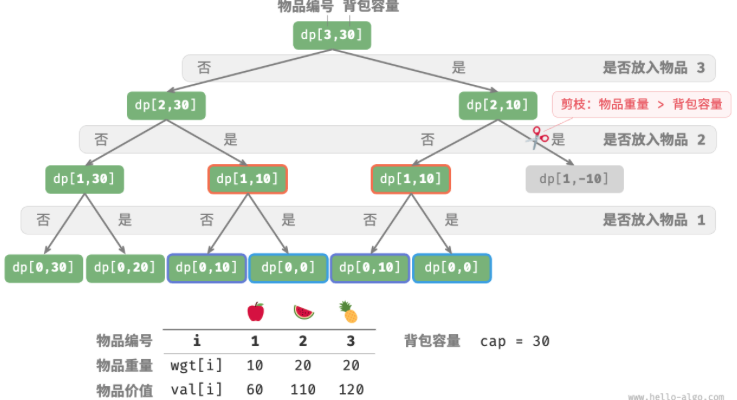 物品编号 背包容量
dp[3,30]
否 是 是否放入物品 3
dp[2,30] dp[2,10] 剪枝：物品重量 > 背包容量
否 是 否 是 是否放入物品 2
dp[1,30] dp[1,10] dp[1,10] dp[1,-10]
否 是 否 是 否 是 是否放入物品 1
dp[0,30] dp[0,20] dp[0,10] dp[0,0] dp[0,10] dp[0,0]
物品编号 i 1 2 3 背包容量 cap = 30
物品重量 wgt[i] 10 20 20
物品价值 val[i] 60 110 120
www.hello-algo.com